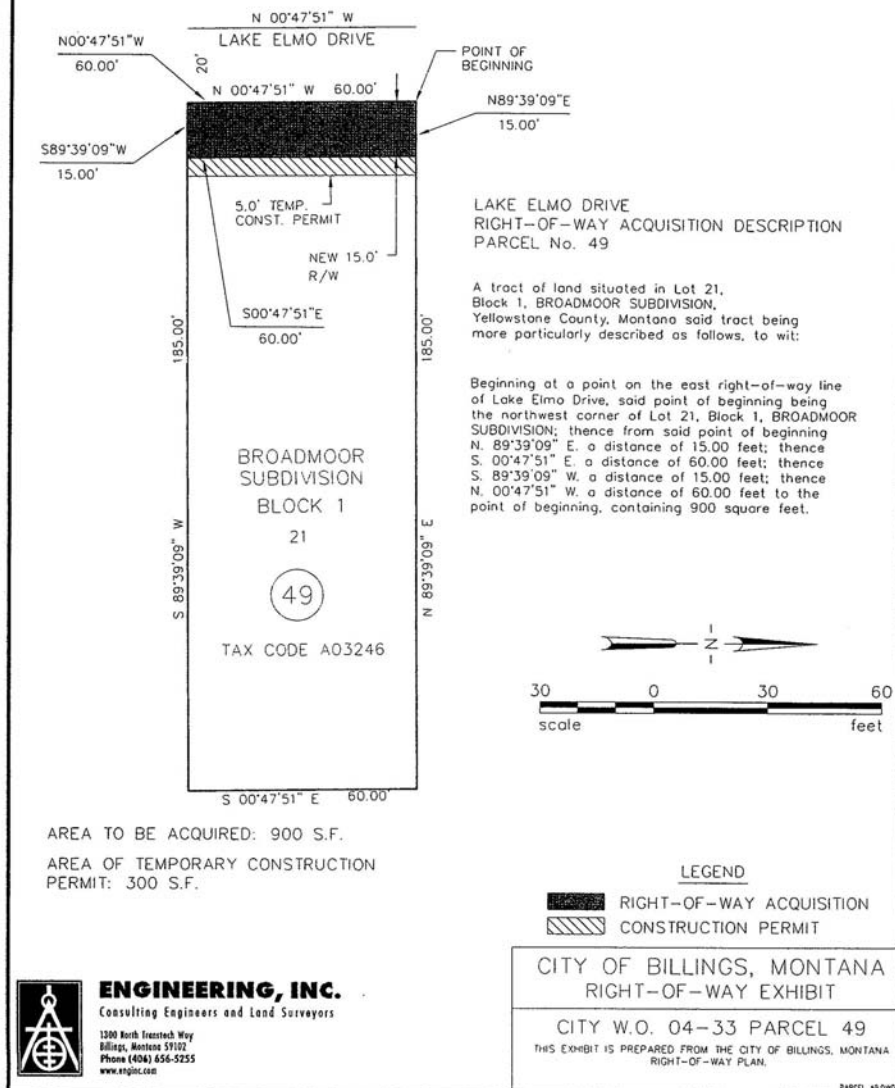 N 00°47'51" W
LAKE ELMO DRIVE
N00°47'51"W
60.00'
20'
N 00°47'51" W 60.00'
POINT OF
BEGINNING
N89°39'09"E
15.00'
S89°39'09"W
15.00'
5.0' TEMP.
CONST. PERMIT
NEW 15.0'
R/W
S00°47'51"E
60.00'
185.00'
185.00'
S 89°39'09" W
N 89°39'09" E
BROADMOOR
SUBDIVISION
BLOCK 1
21
49
TAX CODE A03246
S 00°47'51" E 60.00'
LAKE ELMO DRIVE
RIGHT-OF-WAY ACQUISITION DESCRIPTION
PARCEL No. 49
A tract of land situated in Lot 21,
Block 1, BROADMOOR SUBDIVISION,
Yellowstone County, Montana said tract being
more particularly described as follows, to wit:
Beginning at a point on the east right-of-way line
of Lake Elmo Drive, said point of beginning being
the northwest corner of Lot 21, Block 1, BROADMOOR
SUBDIVISION; thence from said point of beginning
N. 89°39'09" E. a distance of 15.00 feet; thence
S. 00°47'51" E. a distance of 60.00 feet; thence
S. 89°39'09" W. a distance of 15.00 feet; thence
N. 00°47'51" W. a distance of 60.00 feet to the
point of beginning, containing 900 square feet.
N
30 0 30 60
scale feet
AREA TO BE ACQUIRED: 900 S.F.
AREA OF TEMPORARY CONSTRUCTION
PERMIT: 300 S.F.
LEGEND
RIGHT-OF-WAY ACQUISITION
CONSTRUCTION PERMIT
ENGINEERING, INC.
Consulting Engineers and Land Surveyors
1300 North Transtech Way
Billings, Montana 59102
Phone (406) 656-5255
www.enginc.com
CITY OF BILLINGS, MONTANA
RIGHT-OF-WAY EXHIBIT
CITY W.O. 04-33 PARCEL 49
THIS EXHIBIT IS PREPARED FROM THE CITY OF BILLINGS, MONTANA
RIGHT-OF-WAY PLAN.